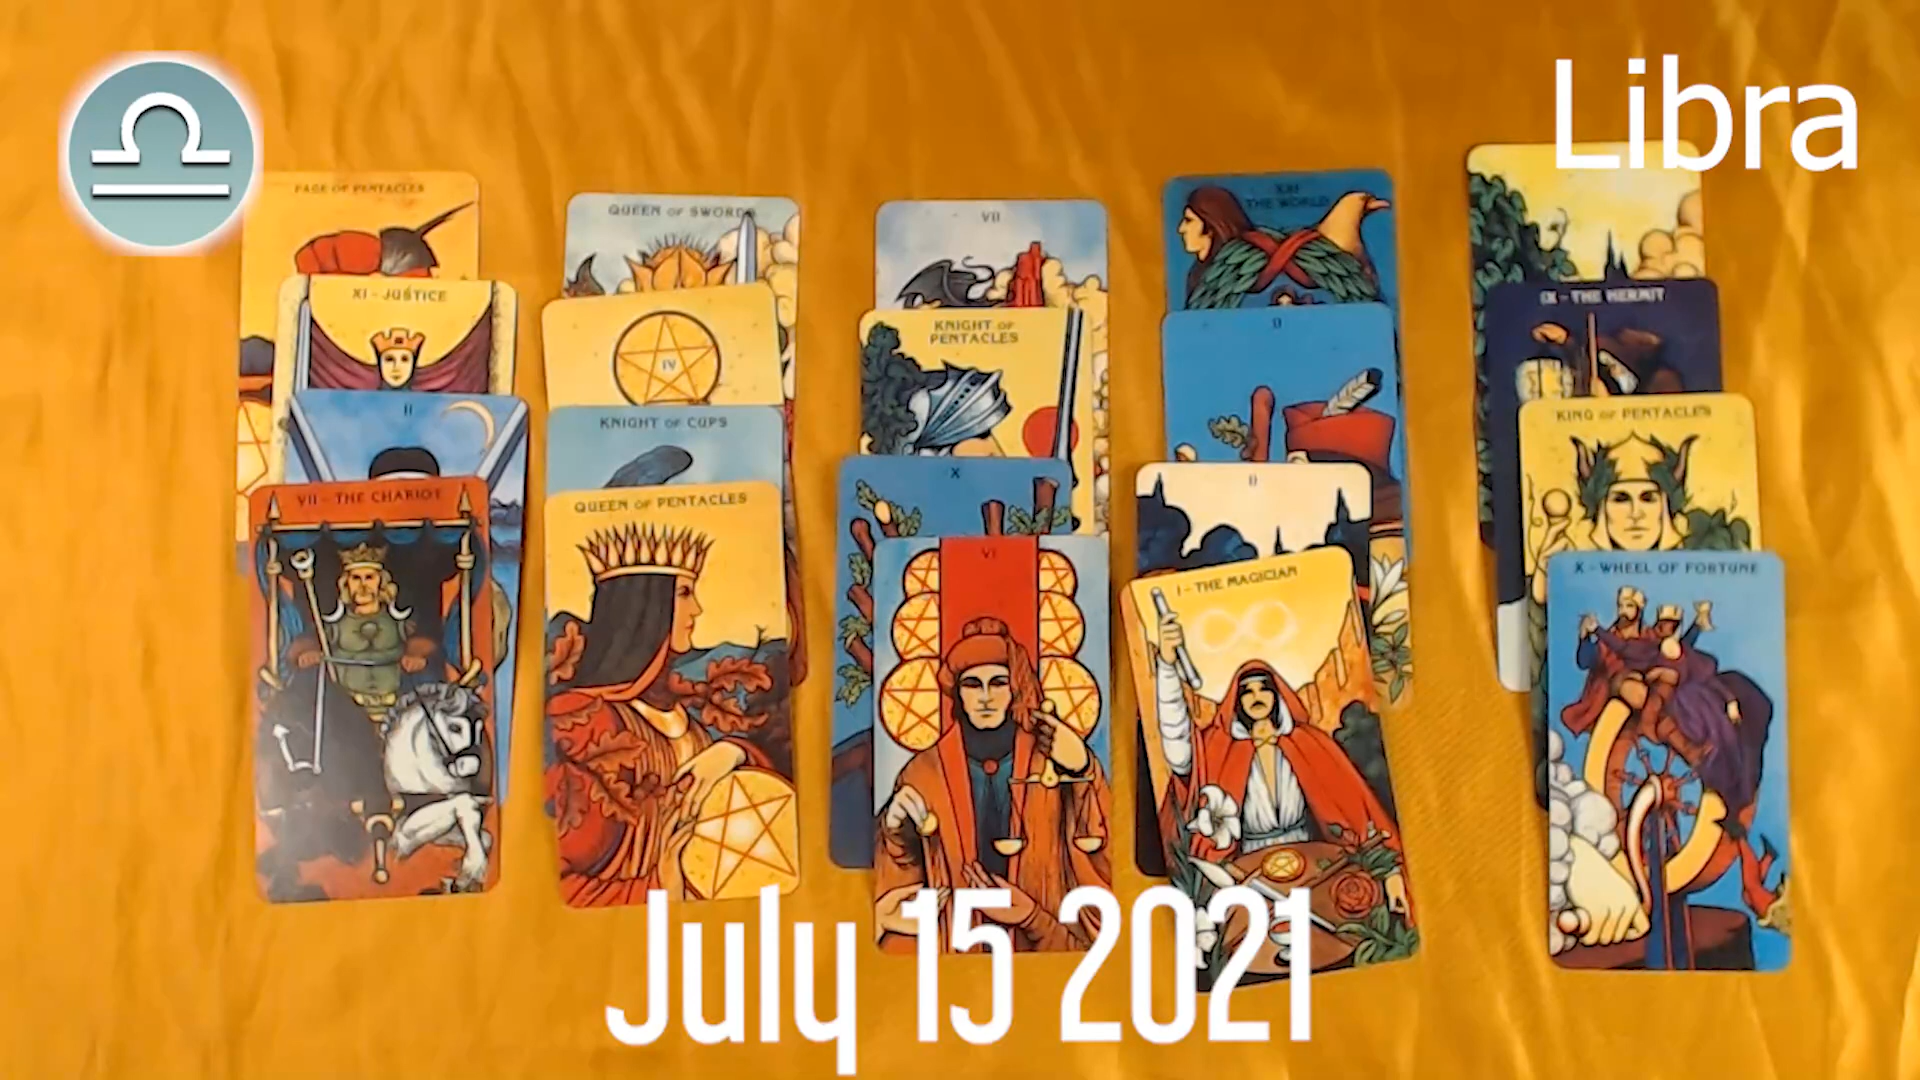 Libra
PAGE OF PENTACLES
QUEEN OF SWORDS
VII
XXI
THE WORLD
XI - JUSTICE
IV
KNIGHT OF
PENTACLES
II
IX - THE HERMIT
II
KNIGHT OF CUPS
X
II
KING OF PENTACLES
VII - THE CHARIOT
QUEEN OF PENTACLES
VI
I - THE MAGICIAN
X - WHEEL OF FORTUNE
July 15 2021